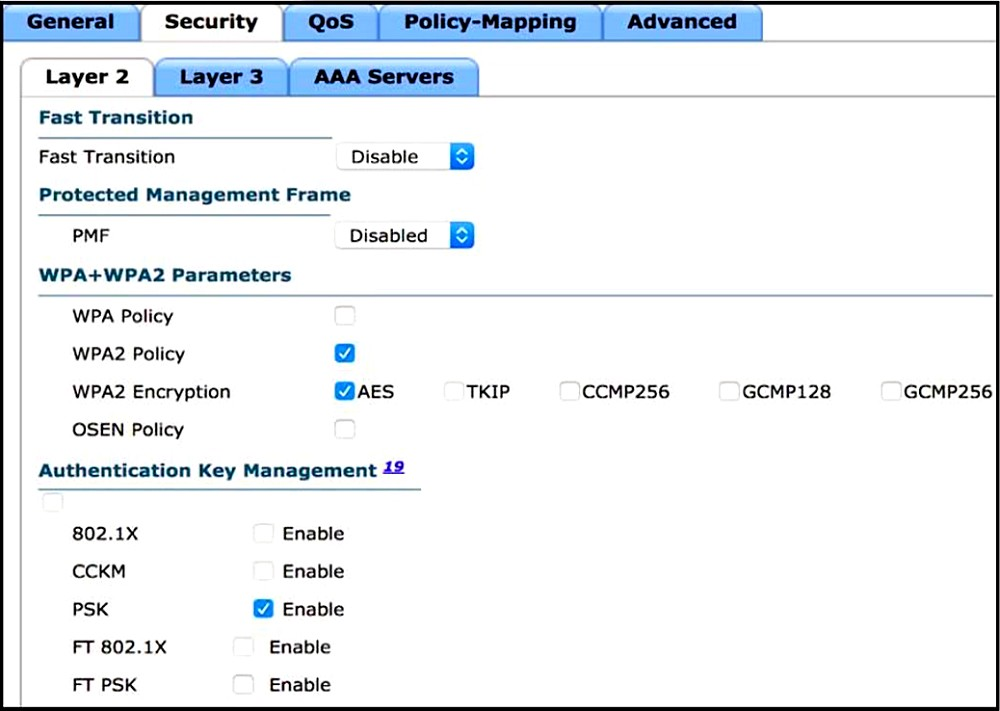 General Security QoS Policy-Mapping Advanced
Layer 2 Layer 3 AAA Servers
Fast Transition
Fast Transition Disable
Protected Management Frame
PMF Disabled
WPA+WPA2 Parameters
WPA Policy
WPA2 Policy
WPA2 Encryption AES TKIP CCMP256 GCMP128 GCMP256
OSEN Policy
Authentication Key Management 19
802.1X Enable
CCKM Enable
PSK Enable
FT 802.1X Enable
FT PSK Enable